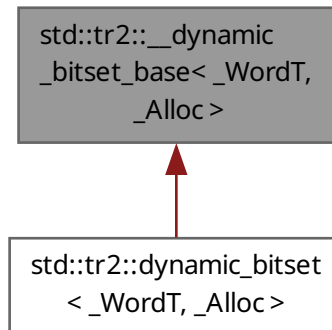 std::tr2::__dynamic
_bitset_base< _WordT,
_Alloc >
std::tr2::dynamic_bitset
< _WordT, _Alloc >